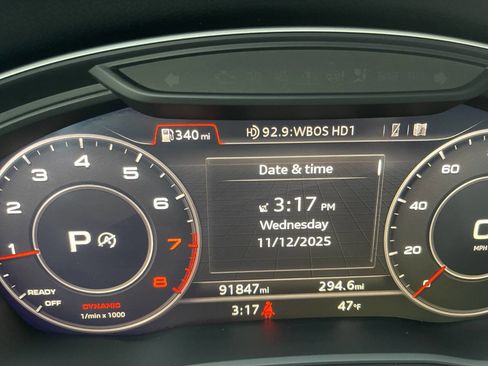 340 mi
92.9:WBOS HD1
Date & time
3:17 PM
Wednesday
11/12/2025
91847mi
294.6mi
3:17
47°F
1
2
3
4
5
6
7
8
P
READY
OFF
DYNAMIC
1/min x 1000
0
20
40
60
MPH